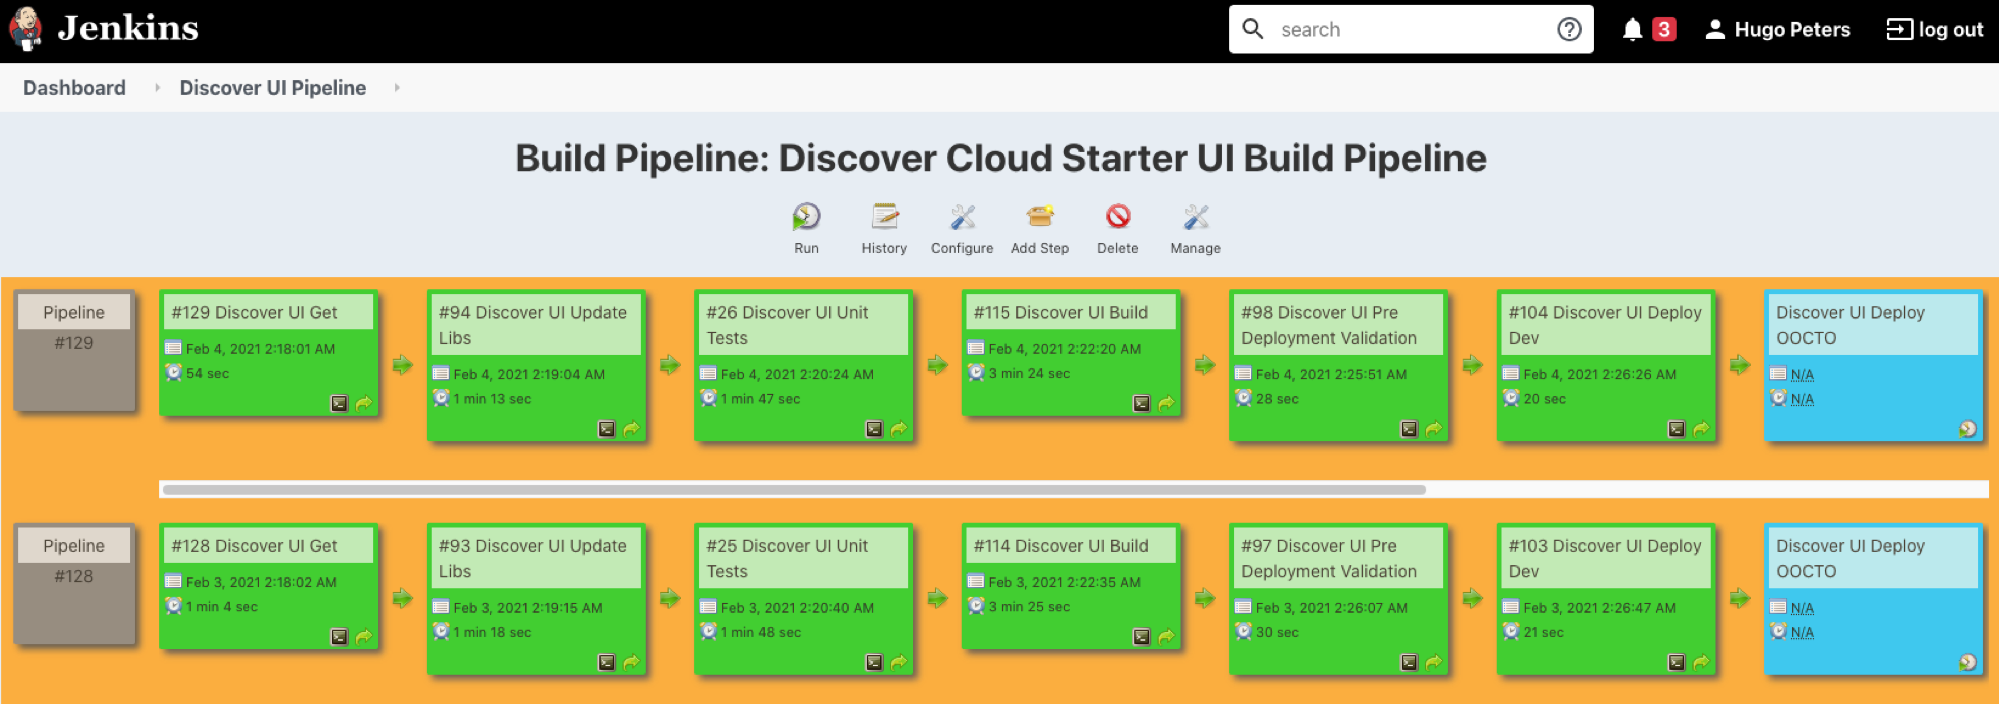 Jenkins
search
3
Hugo Peters
log out
Dashboard
Discover UI Pipeline
Build Pipeline: Discover Cloud Starter UI Build Pipeline
Run
History
Configure
Add Step
Delete
Manage
Pipeline
#129
#129 Discover UI Get
Feb 4, 2021 2:18:01 AM
54 sec
#94 Discover UI Update
Libs
Feb 4, 2021 2:19:04 AM
1 min 13 sec
#26 Discover UI Unit
Tests
Feb 4, 2021 2:20:24 AM
1 min 47 sec
#115 Discover UI Build
Feb 4, 2021 2:22:20 AM
3 min 24 sec
#98 Discover UI Pre
Deployment Validation
Feb 4, 2021 2:25:51 AM
28 sec
#104 Discover UI Deploy
Dev
Feb 4, 2021 2:26:26 AM
20 sec
Discover UI Deploy
OOCTO
N/A
N/A
Pipeline
#128
#128 Discover UI Get
Feb 3, 2021 2:18:02 AM
1 min 4 sec
#93 Discover UI Update
Libs
Feb 3, 2021 2:19:15 AM
1 min 18 sec
#25 Discover UI Unit
Tests
Feb 3, 2021 2:20:40 AM
1 min 48 sec
#114 Discover UI Build
Feb 3, 2021 2:22:35 AM
3 min 25 sec
#97 Discover UI Pre
Deployment Validation
Feb 3, 2021 2:26:07 AM
30 sec
#103 Discover UI Deploy
Dev
Feb 3, 2021 2:26:47 AM
21 sec
Discover UI Deploy
OOCTO
N/A
N/A